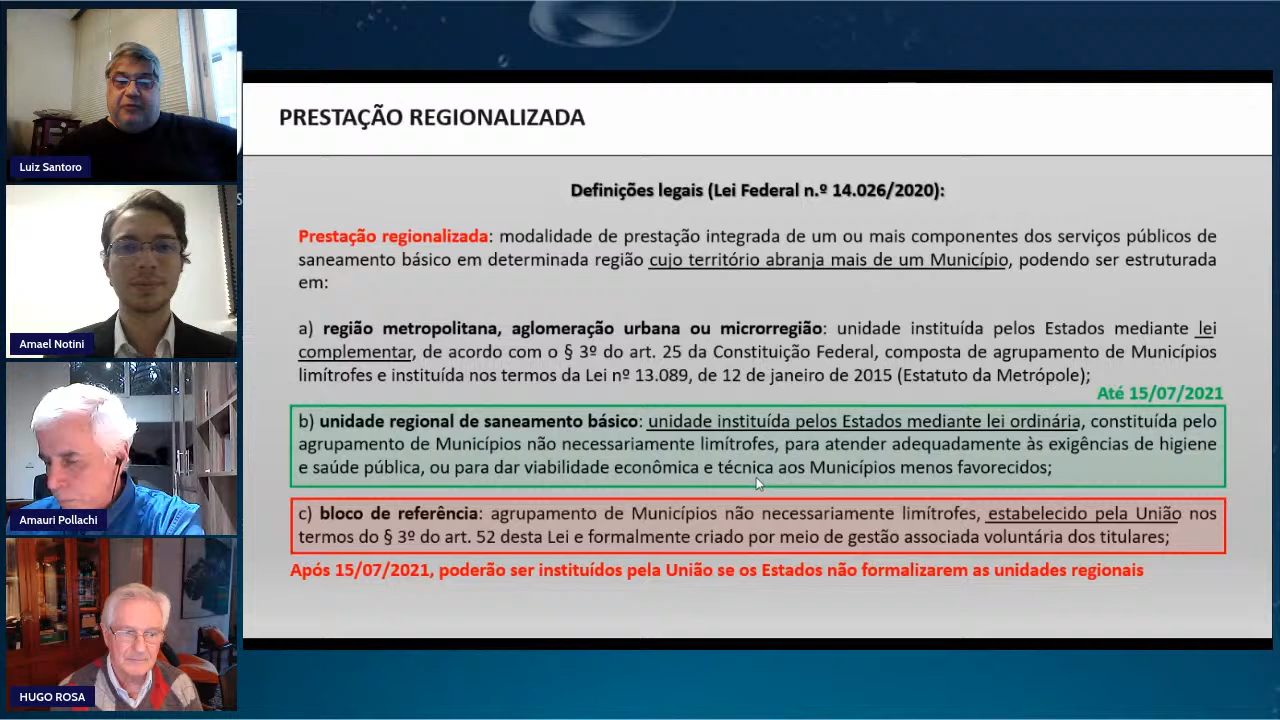 Luiz Santoro
Amael Notini
Amauri Pollachi
HUGO ROSA
PRESTAÇÃO REGIONALIZADA
Definições legais (Lei Federal n.º 14.026/2020):
Prestação regionalizada: modalidade de prestação integrada de um ou mais componentes dos serviços públicos de
saneamento básico em determinada região cujo território abranja mais de um Município, podendo ser estruturada
em:
a) região metropolitana, aglomeração urbana ou microrregião: unidade instituída pelos Estados mediante lei
complementar, de acordo com o § 3º do art. 25 da Constituição Federal, composta de agrupamento de Municípios
limítrofes e instituída nos termos da Lei nº 13.089, de 12 de janeiro de 2015 (Estatuto da Metrópole);
Até 15/07/2021
b) unidade regional de saneamento básico: unidade instituída pelos Estados mediante lei ordinária, constituída pelo
agrupamento de Municípios não necessariamente limítrofes, para atender adequadamente às exigências de higiene
e saúde pública, ou para dar viabilidade econômica e técnica aos Municípios menos favorecidos;
c) bloco de referência: agrupamento de Municípios não necessariamente limítrofes, estabelecido pela União nos
termos do § 3º do art. 52 desta Lei e formalmente criado por meio de gestão associada voluntária dos titulares;
Após 15/07/2021, poderão ser instituídos pela União se os Estados não formalizarem as unidades regionais